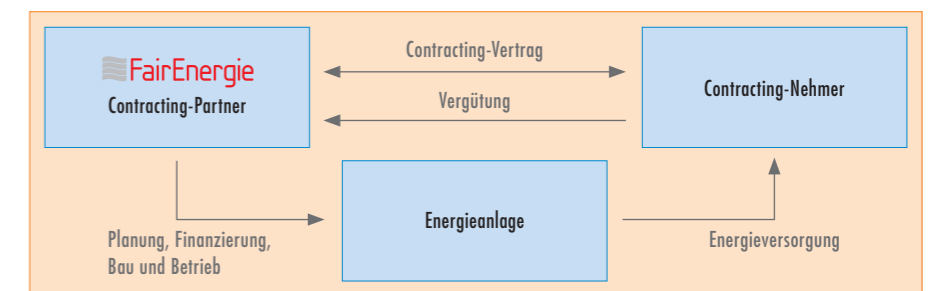 FairEnergie
Contracting-Partner
Contracting-Vertrag
Vergütung
Contracting-Nehmer
Energieanlage
Planung, Finanzierung,
Bau und Betrieb
Energieversorgung